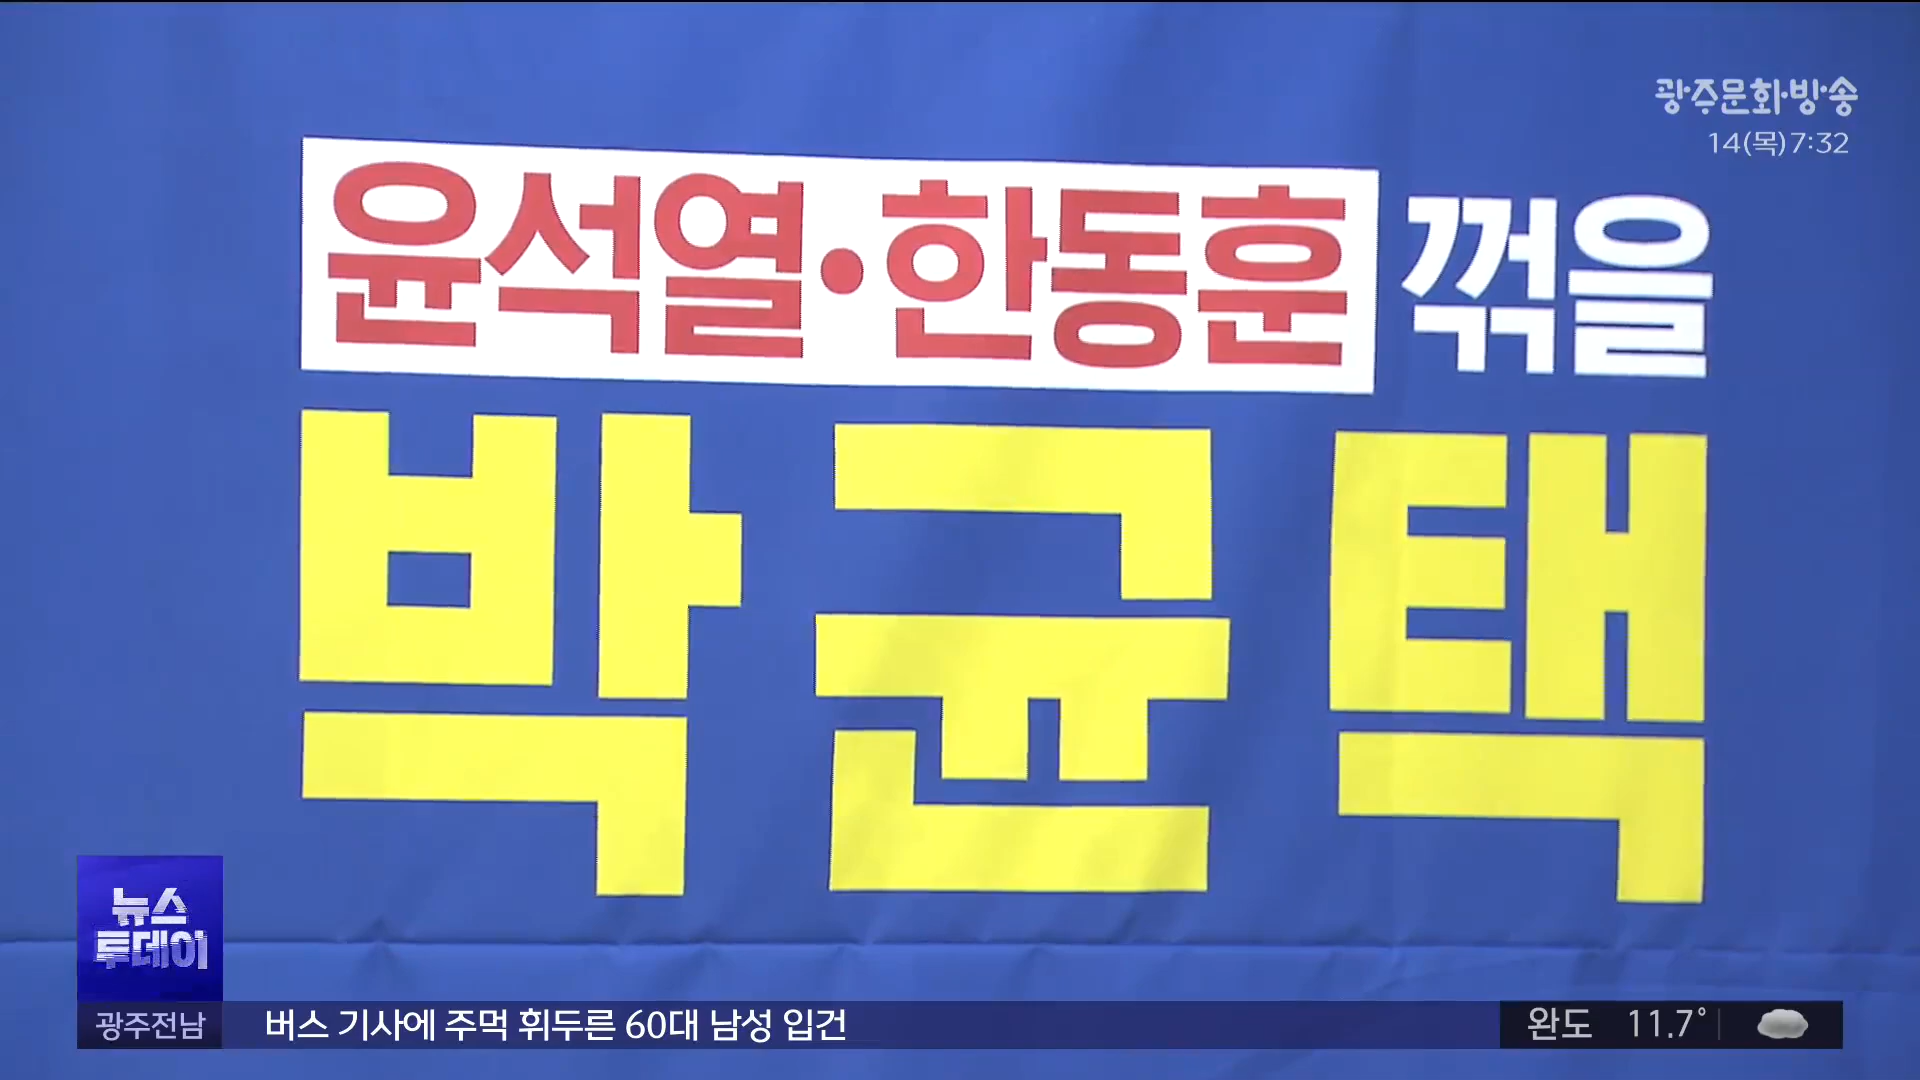 광주문화방송
14(목) 7:32
윤석열·한동훈 꺾을
박균택
뉴스
투데이
광주전남 버스 기사에 주먹 휘두른 60대 남성 입건 완도 11.7°